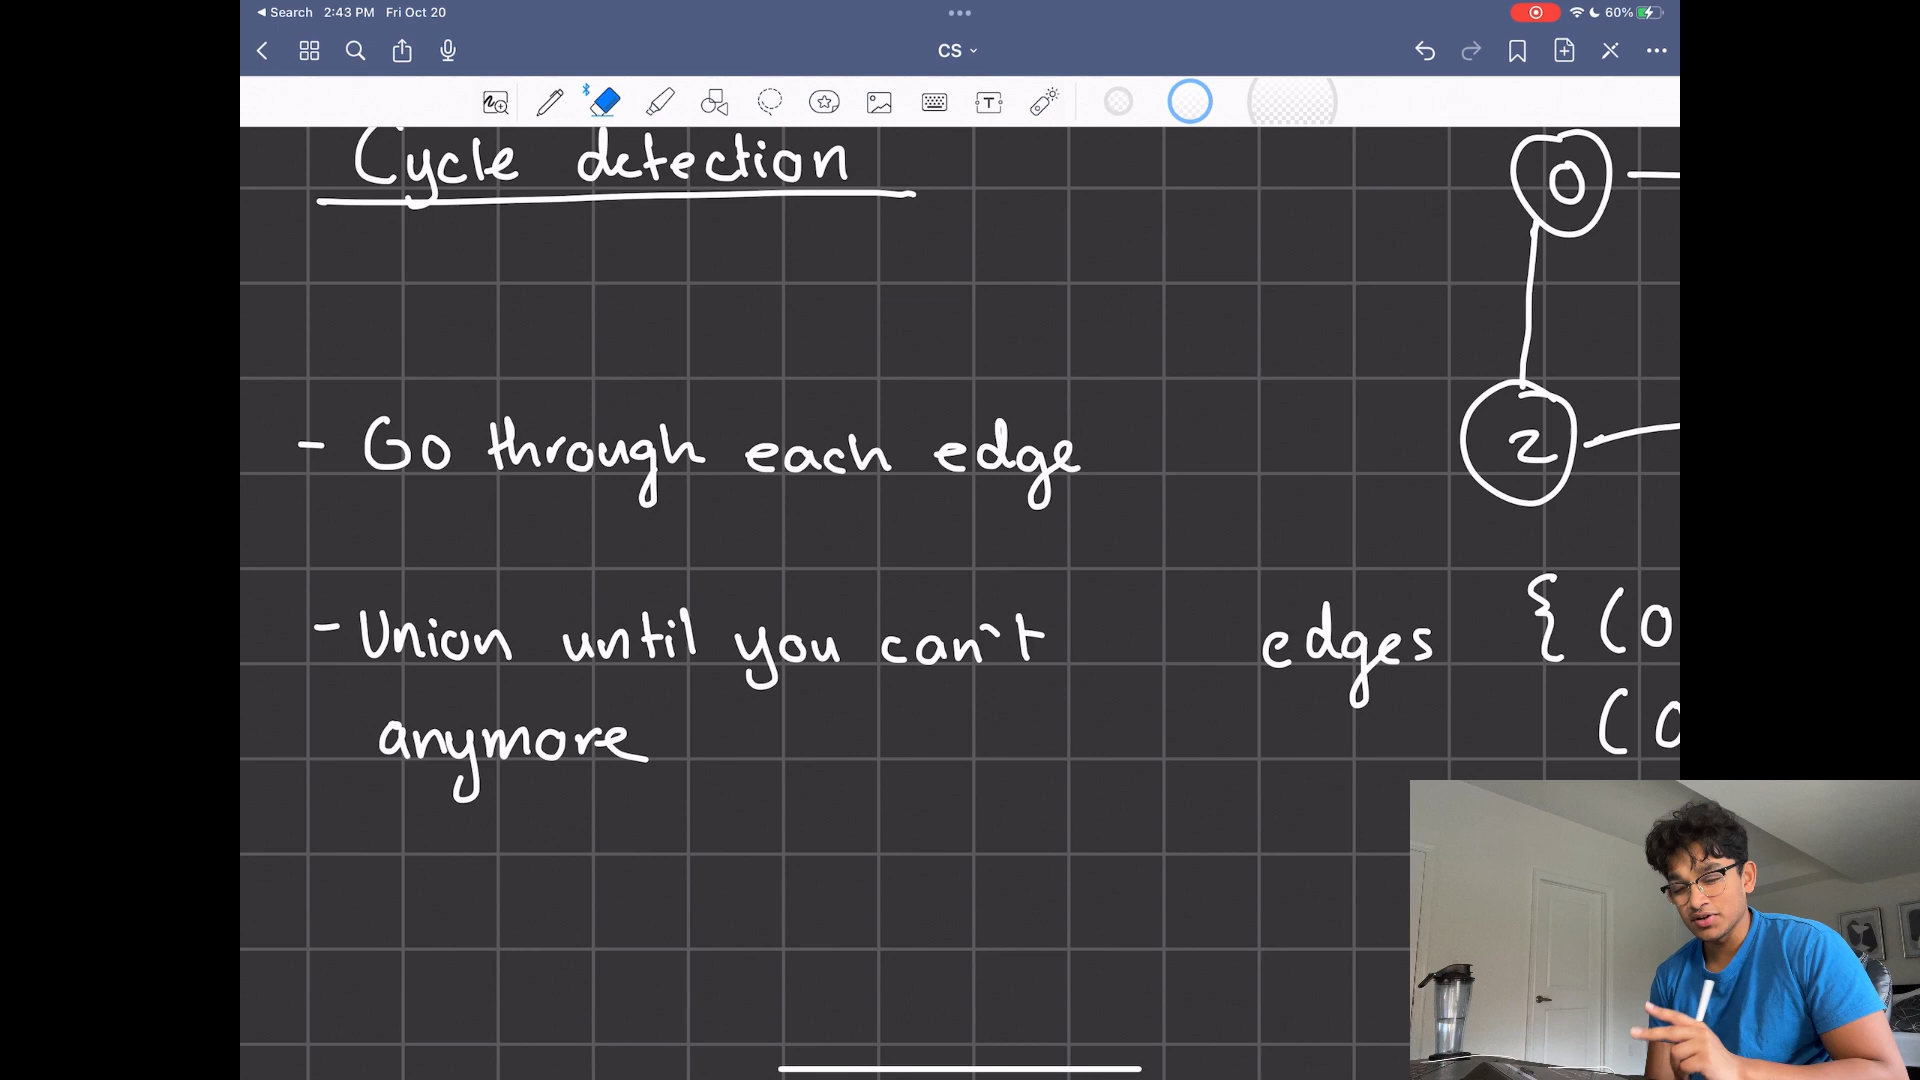 Search 2:43 PM Fri Oct 20
60%
CS
T
Cycle detection
0
2
- Go through each edge
- Union until you can't
anymore
edges { (0
(0